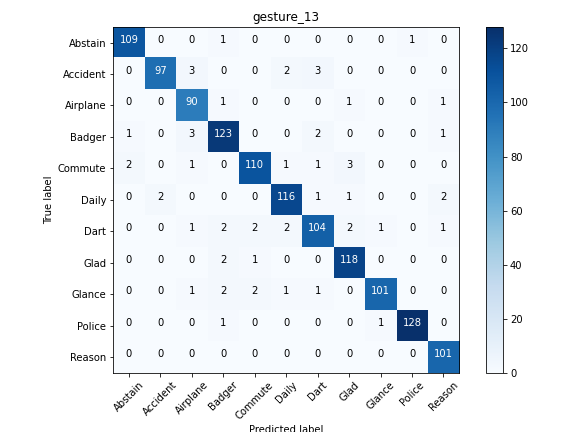 gesture_13
Abstain 109 0 0 1 0 0 0 0 0 1 0
Accident 0 97 3 0 0 2 3 0 0 0 0
Airplane 0 0 90 1 0 0 0 1 0 0 1
Badger 1 0 3 123 0 0 2 0 0 0 1
Commute 2 0 1 0 110 1 1 3 0 0 0
Daily 0 2 0 0 0 116 1 1 0 0 2
Dart 0 0 1 2 2 2 104 2 1 0 1
Glad 0 0 0 2 1 0 0 118 0 0 0
Glance 0 0 1 2 2 1 1 0 101 0 0
Police 0 0 0 1 0 0 0 0 1 128 0
Reason 0 0 0 0 0 0 0 0 0 0 101
True label
Abstain Accident Airplane Badger Commute Daily Dart Glad Glance Police Reason
Predicted label
120
100
80
60
40
20
0